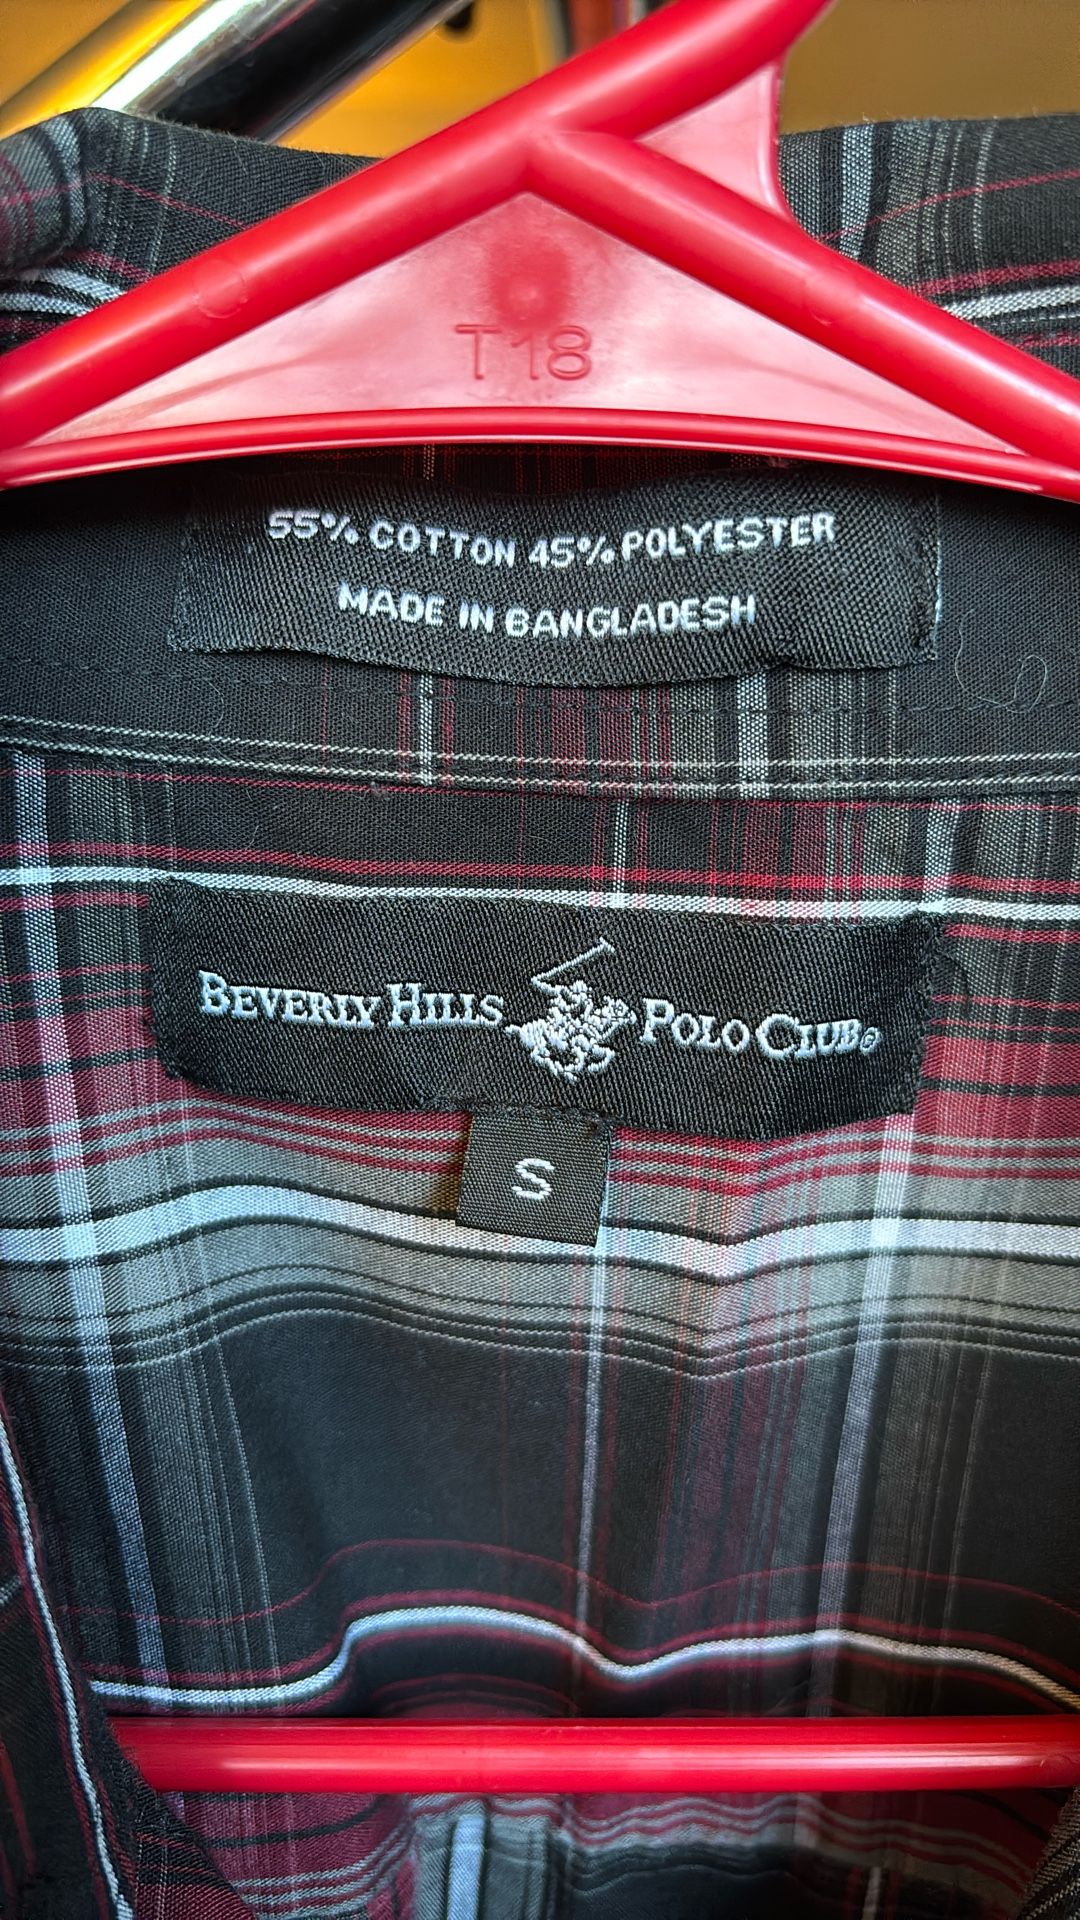 T18
55% COTTON 45% POLYESTER
MADE IN BANGLADESH
BEVERLY HILLS POLO CLUB®
S